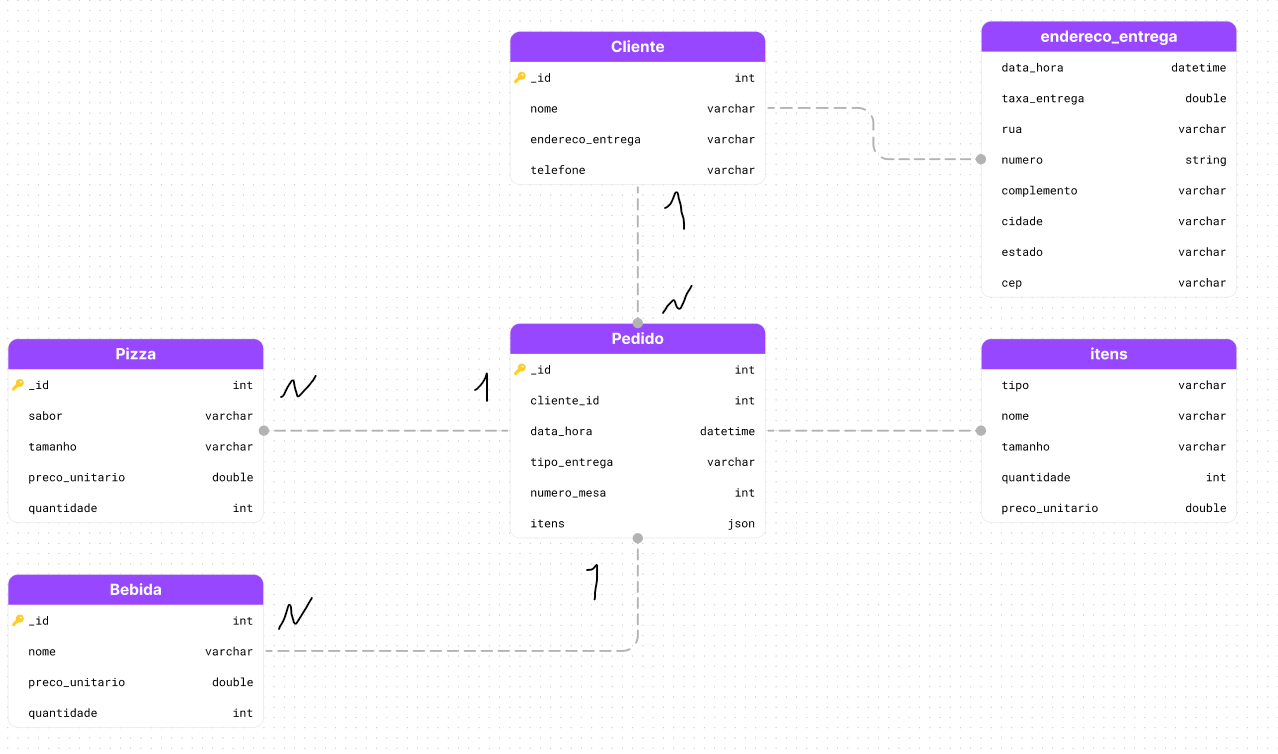 Cliente
_id int
nome varchar
endereco_entrega varchar
telefone varchar
1
endereco_entrega
data_hora datetime
taxa_entrega double
rua varchar
numero string
complemento varchar
cidade varchar
estado varchar
cep varchar
N
Pizza
_id int
sabor varchar
tamanho varchar
preco_unitario double
quantidade int
N
1
Pedido
_id int
cliente_id int
data_hora datetime
tipo_entrega varchar
numero_mesa int
itens json
itens
tipo varchar
nome varchar
tamanho varchar
quantidade int
preco_unitario double
1
Bebida
_id int
nome varchar
preco_unitario double
quantidade int
N